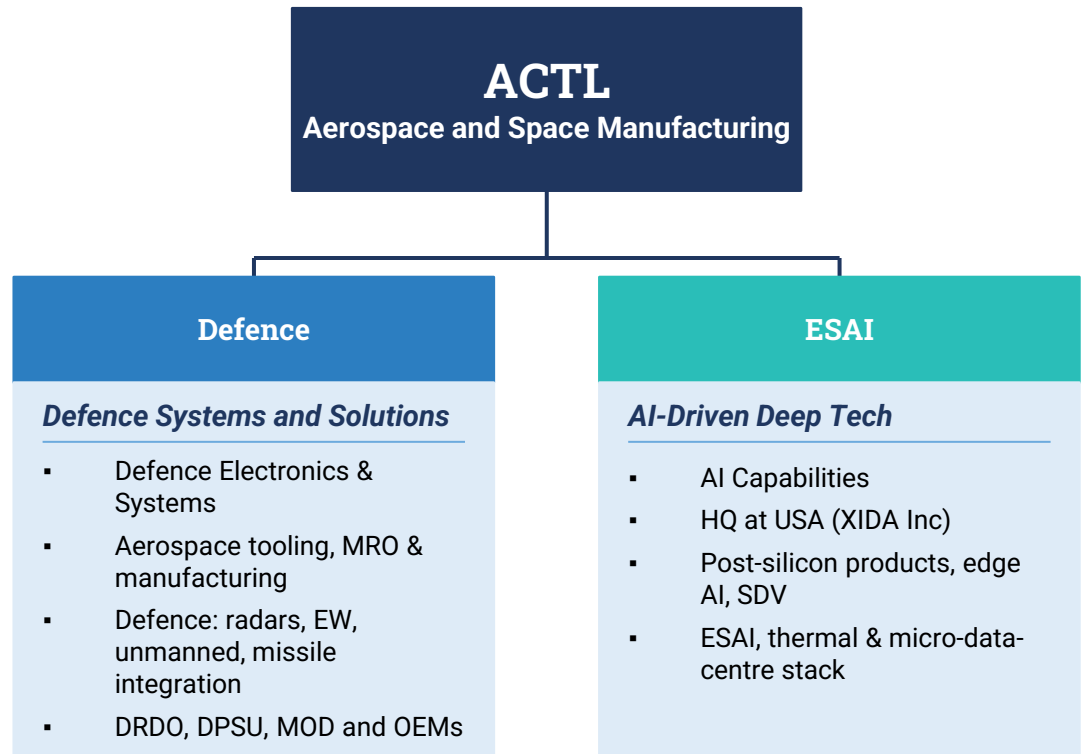 ACTL
Aerospace and Space Manufacturing
Defence
Defence Systems and Solutions
▪ Defence Electronics &
Systems
▪ Aerospace tooling, MRO &
manufacturing
▪ Defence: radars, EW,
unmanned, missile
integration
▪ DRDO, DPSU, MOD and OEMs
ESAI
AI-Driven Deep Tech
▪ AI Capabilities
▪ HQ at USA (XIDA Inc)
▪ Post-silicon products, edge
AI, SDV
▪ ESAI, thermal & micro-data-
centre stack